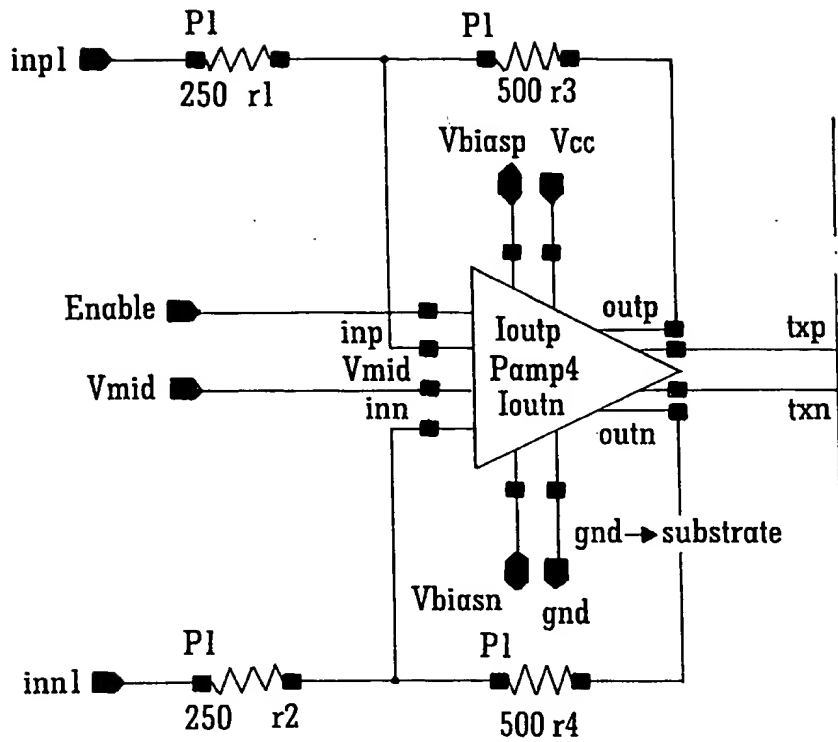 P1 P1
inp1
250 r1 500 r3
Vbiasp Vcc
Enable
outp
inp Ioutp txp
Vmid Vmid Pamp4
inn Ioutn txn
outn
gnd→substrate
Vbiasn gnd
P1 P1
inn1
250 r2 500 r4